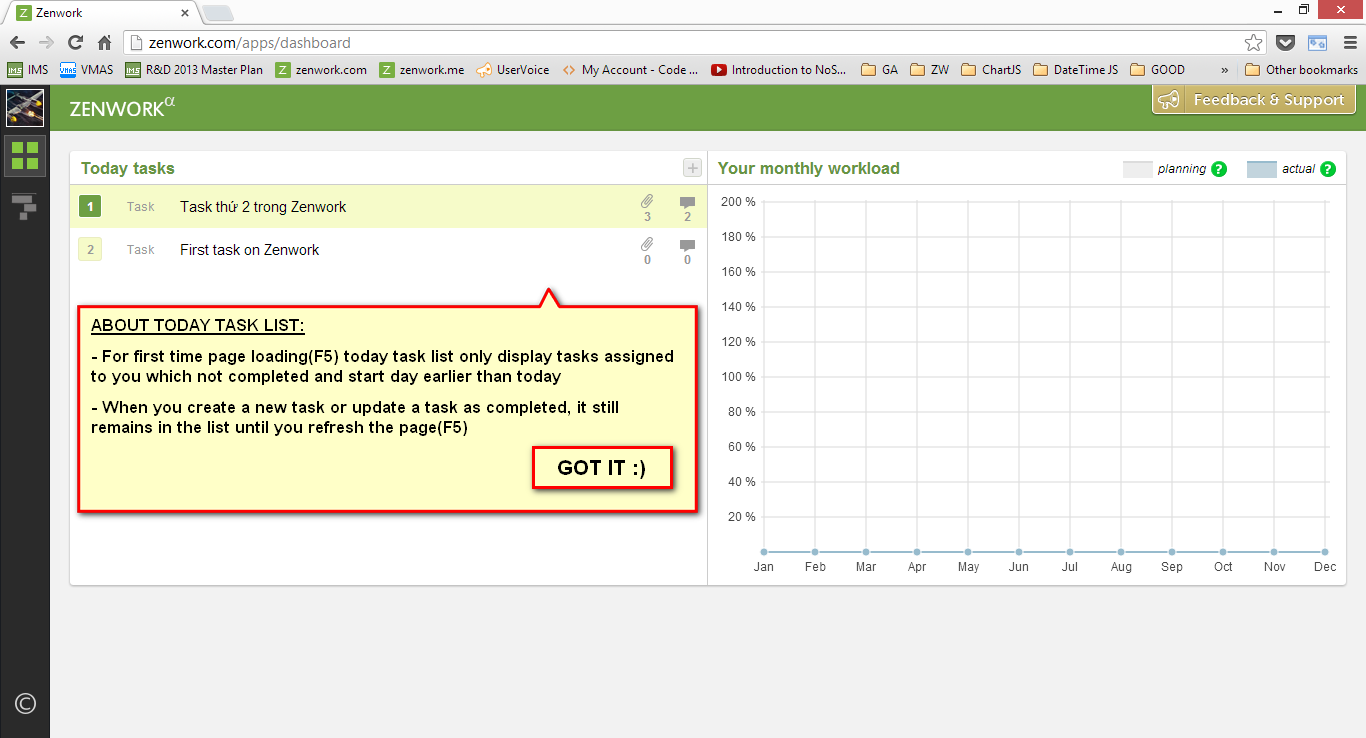 Zenwork
zenwork.com/apps/dashboard
IMS VMAS R&D 2013 Master Plan zenwork.com zenwork.me UserVoice My Account - Code ... Introduction to NoS... GA ZW ChartJS DateTime JS GOOD » Other bookmarks
ZENWORKα
Feedback & Support
Today tasks
1 Task Task thứ 2 trong Zenwork 3 2
2 Task First task on Zenwork 0 0
ABOUT TODAY TASK LIST:
- For first time page loading(F5) today task list only display tasks assigned
to you which not completed and start day earlier than today
- When you create a new task or update a task as completed, it still
remains in the list until you refresh the page(F5)
GOT IT :)
Your monthly workload planning ? actual ?
200 %
180 %
160 %
140 %
120 %
100 %
80 %
60 %
40 %
20 %
Jan Feb Mar Apr May Jun Jul Aug Sep Oct Nov Dec
©